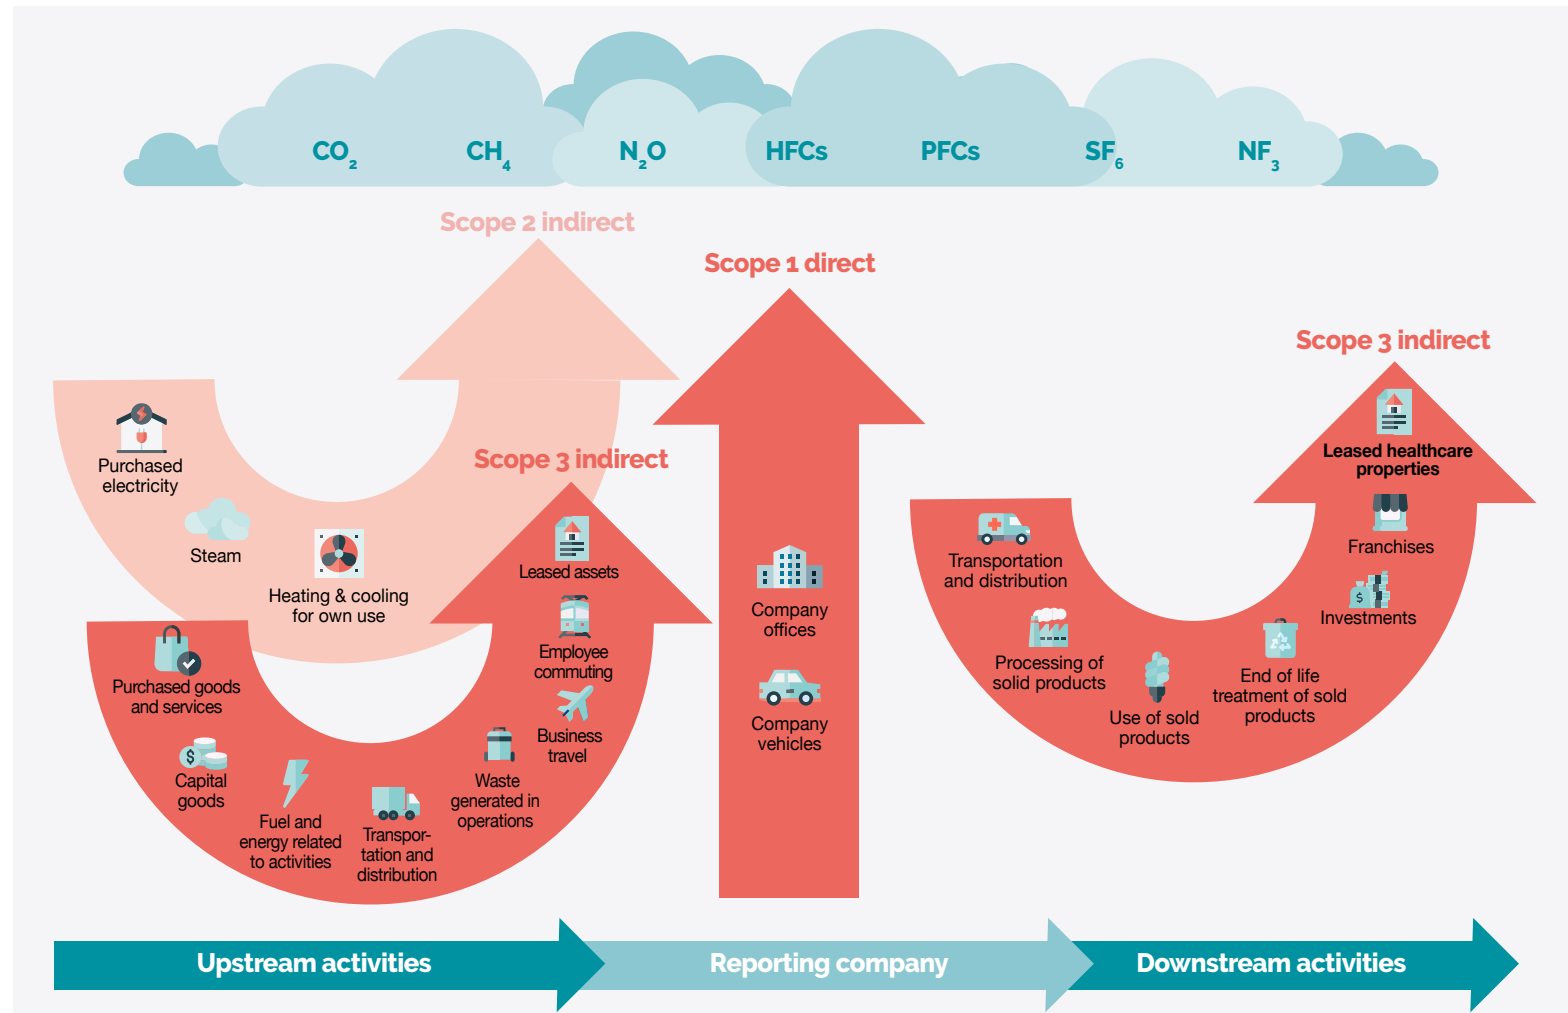 CO2 CH4 N2O HFCs PFCs SF6 NF3
Scope 2 indirect
Purchased
electricity
Steam
Heating & cooling
for own use
Scope 3 indirect
Purchased goods
and services
Capital
goods
Fuel and
energy related
to activities
Transpor-
tation and
distribution
Waste
generated in
operations
Business
travel
Employee
commuting
Leased assets
Scope 1 direct
Company
offices
Company
vehicles
Scope 3 indirect
Transportation
and distribution
Processing of
solid products
Use of sold
products
End of life
treatment of sold
products
Investments
Franchises
Leased healthcare
properties
Upstream activities
Reporting company
Downstream activities